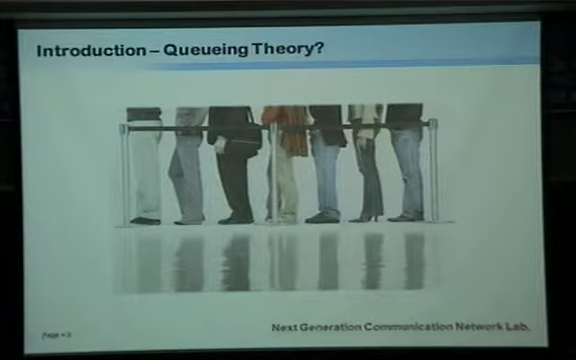 Introduction – Queueing Theory?
Next Generation Communication Network Lab.